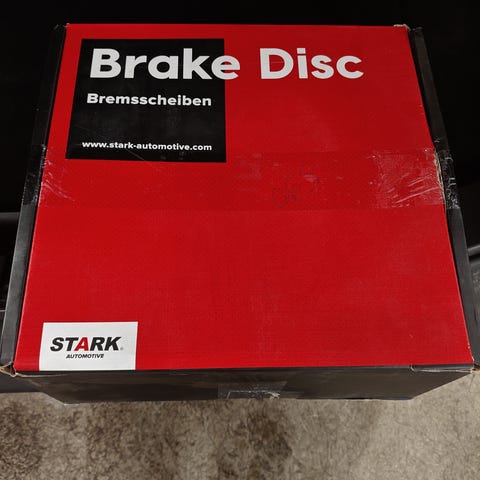 Brake Disc
Bremsscheiben
www.stark-automotive.com
STARK®
AUTOMOTIVE